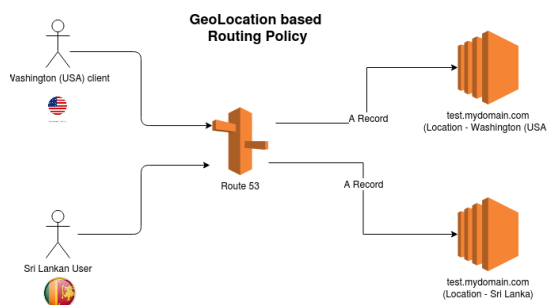 GeoLocation based
Routing Policy
Washington (USA) client
A Record
test.mydomain.com
(Location - Washington (USA
Route 53
A Record
Sri Lankan User
test.mydomain.com
(Location - Sri Lanka)